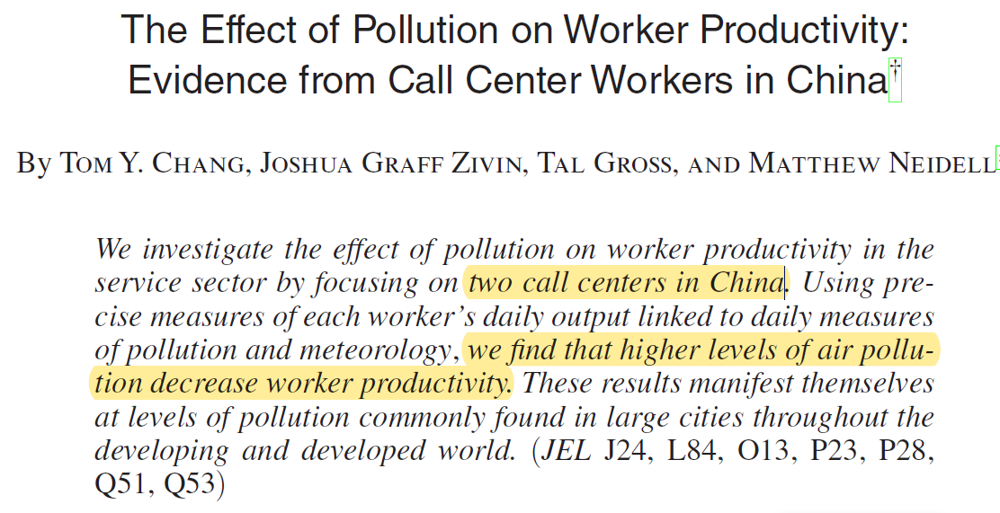 The Effect of Pollution on Worker Productivity:
Evidence from Call Center Workers in China†
By Tom Y. Chang, Joshua Graff Zivin, Tal Gross, and Matthew Neidell
We investigate the effect of pollution on worker productivity in the
service sector by focusing on two call centers in China. Using pre-
cise measures of each worker's daily output linked to daily measures
of pollution and meteorology, we find that higher levels of air pollu-
tion decrease worker productivity. These results manifest themselves
at levels of pollution commonly found in large cities throughout the
developing and developed world. (JEL J24, L84, O13, P23, P28,
Q51, Q53)